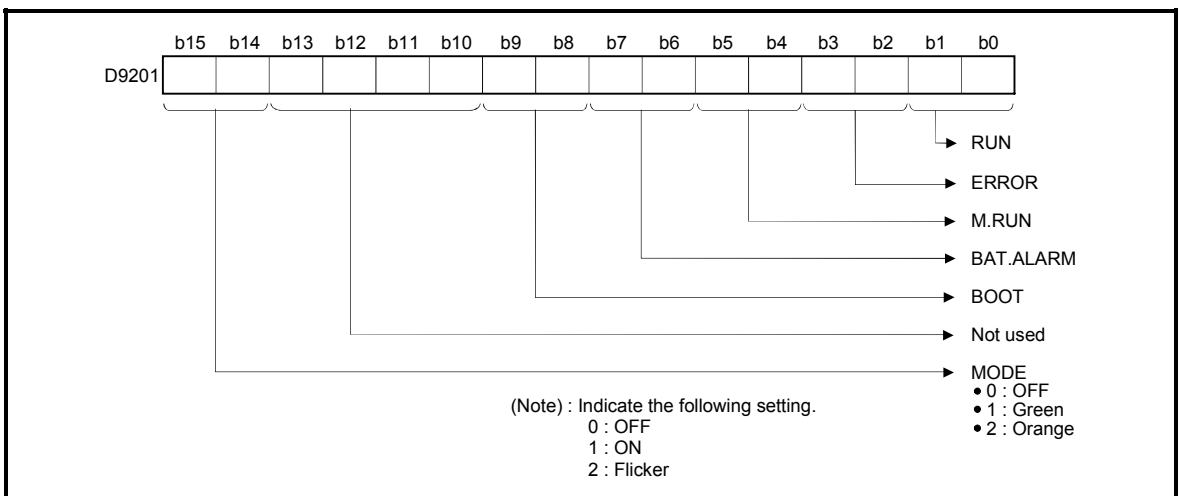 b15 b14 b13 b12 b11 b10 b9 b8 b7 b6 b5 b4 b3 b2 b1 b0
D9201
RUN
ERROR
M.RUN
BAT.ALARM
BOOT
Not used
MODE
● 0 : OFF
● 1 : Green
● 2 : Orange
(Note) : Indicate the following setting.
0 : OFF
1 : ON
2 : Flicker